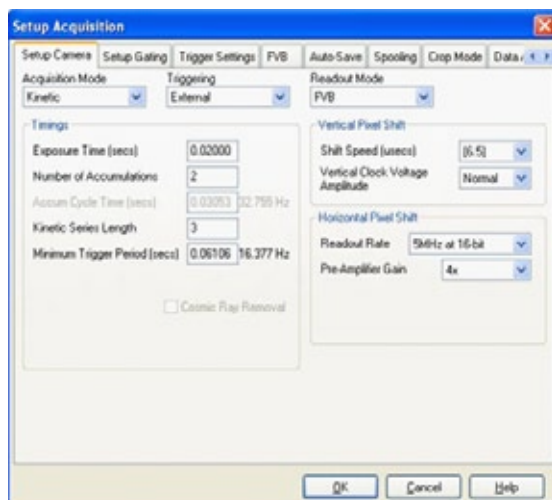 Setup Acquisition
Setup Camera Setup Gating Trigger Settings FVB Auto-Save Spooling Crop Mode Data
Acquisition Mode Triggering Readout Mode
Kinetic External FVB
Timings
Exposure Time (secs) 0.02000
Number of Accumulations 2
Accum Cycle Time (secs) 0.03053 32.755 Hz
Kinetic Series Length 3
Minimum Trigger Period (secs) 0.06106 16.377 Hz
Cosmic Ray Removal
Vertical Pixel Shift
Shift Speed (usecs) [6.5]
Vertical Clock Voltage
Amplitude Normal
Horizontal Pixel Shift
Readout Rate 5MHz at 16-bit
Pre-Amplifier Gain 4x
OK Cancel Help